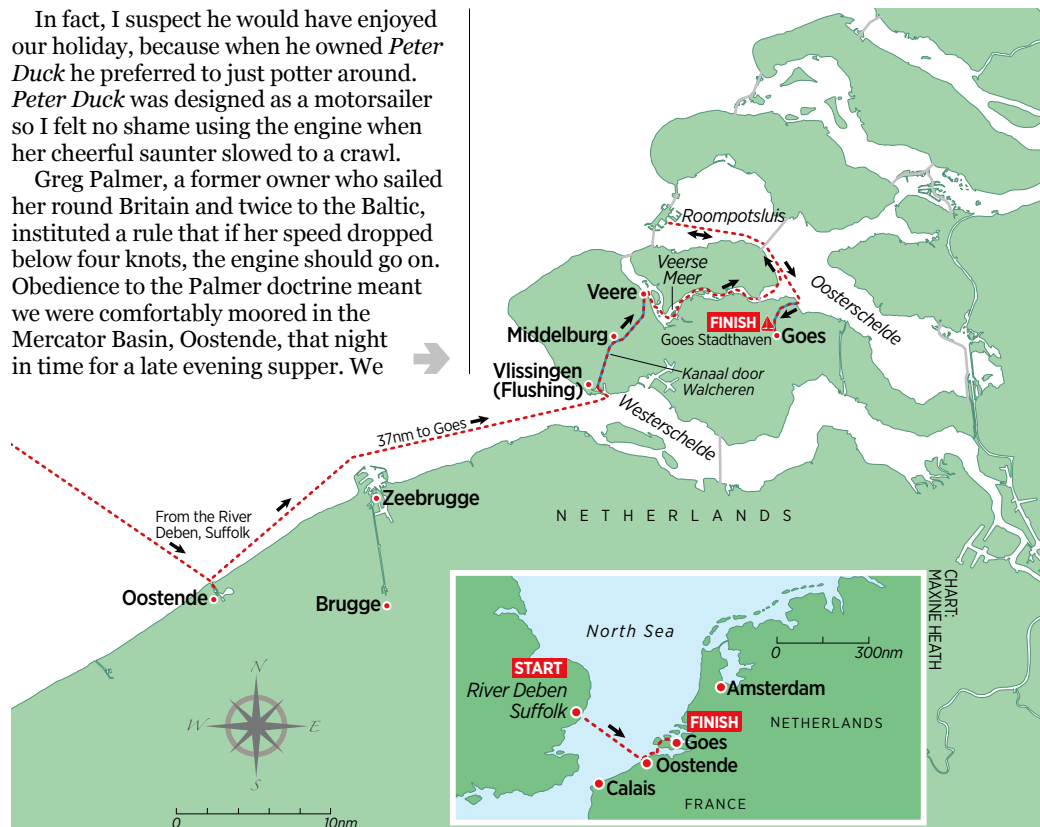 In fact, I suspect he would have enjoyed
our holiday, because when he owned Peter
Duck he preferred to just potter around.
Peter Duck was designed as a motorsailer
so I felt no shame using the engine when
her cheerful saunter slowed to a crawl.
Greg Palmer, a former owner who sailed
her round Britain and twice to the Baltic,
instituted a rule that if her speed dropped
below four knots, the engine should go on.
Obedience to the Palmer doctrine meant
we were comfortably moored in the
Mercator Basin, Oostende, that night
in time for a late evening supper. We
Roompotsluis
Veerse
Meer
Veere
Oosterschelde
FINISH
Goes Stadthaven
Goes
Middelburg
Kanaal door
Walcheren
Vlissingen
(Flushing)
Westerschelde
37nm to Goes
Zeebrugge
From the River
Deben, Suffolk
NETHERLANDS
Oostende
Brugge
N
W
E
S
0
10nm
North Sea
0
300nm
START
River Deben
Suffolk
Amsterdam
NETHERLANDS
FINISH
Goes
Oostende
Calais
FRANCE
CHART:
MAXINE HEATH